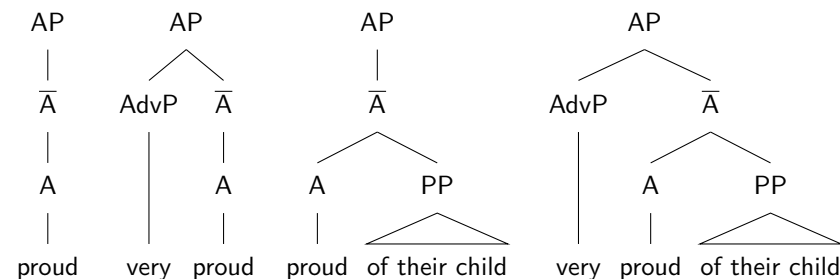 AP AP AP AP
A̅ AdvP A̅ A̅ AdvP A̅
A A A PP A PP
proud very proud proud of their child very proud of their child